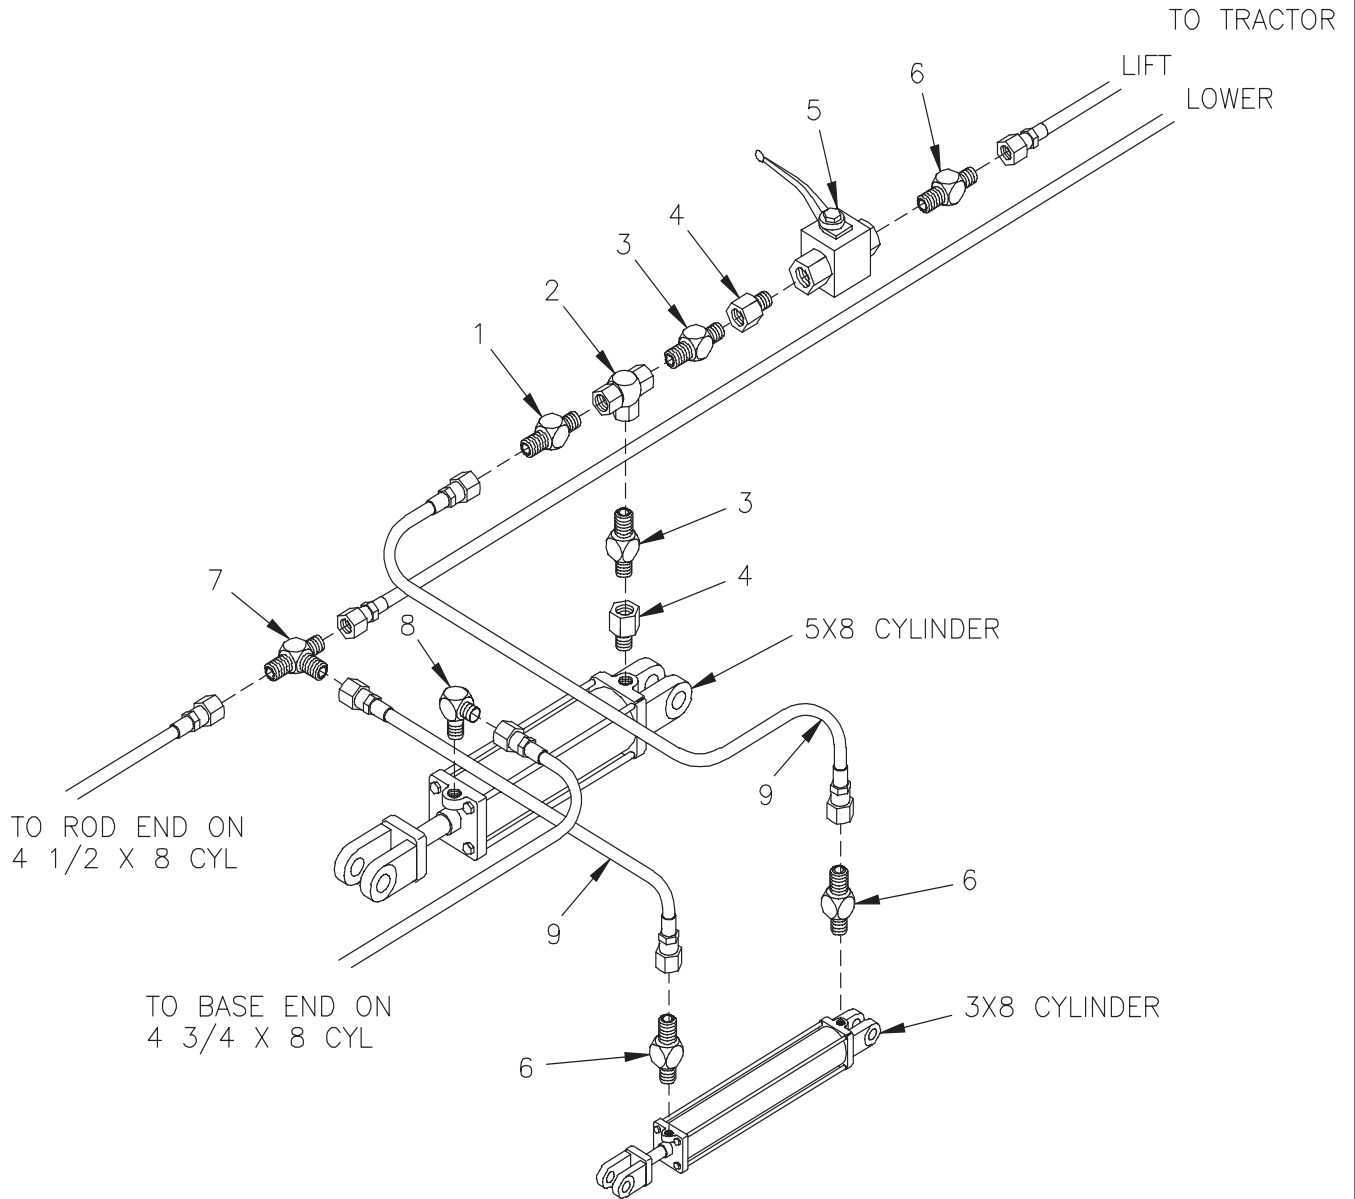 TO TRACTOR
LIFT
LOWER
6
5
4
3
2
1
3
4
7
8
5X8 CYLINDER
9
TO ROD END ON
4 1/2 X 8 CYL
6
9
TO BASE END ON
4 3/4 X 8 CYL
3X8 CYLINDER
6